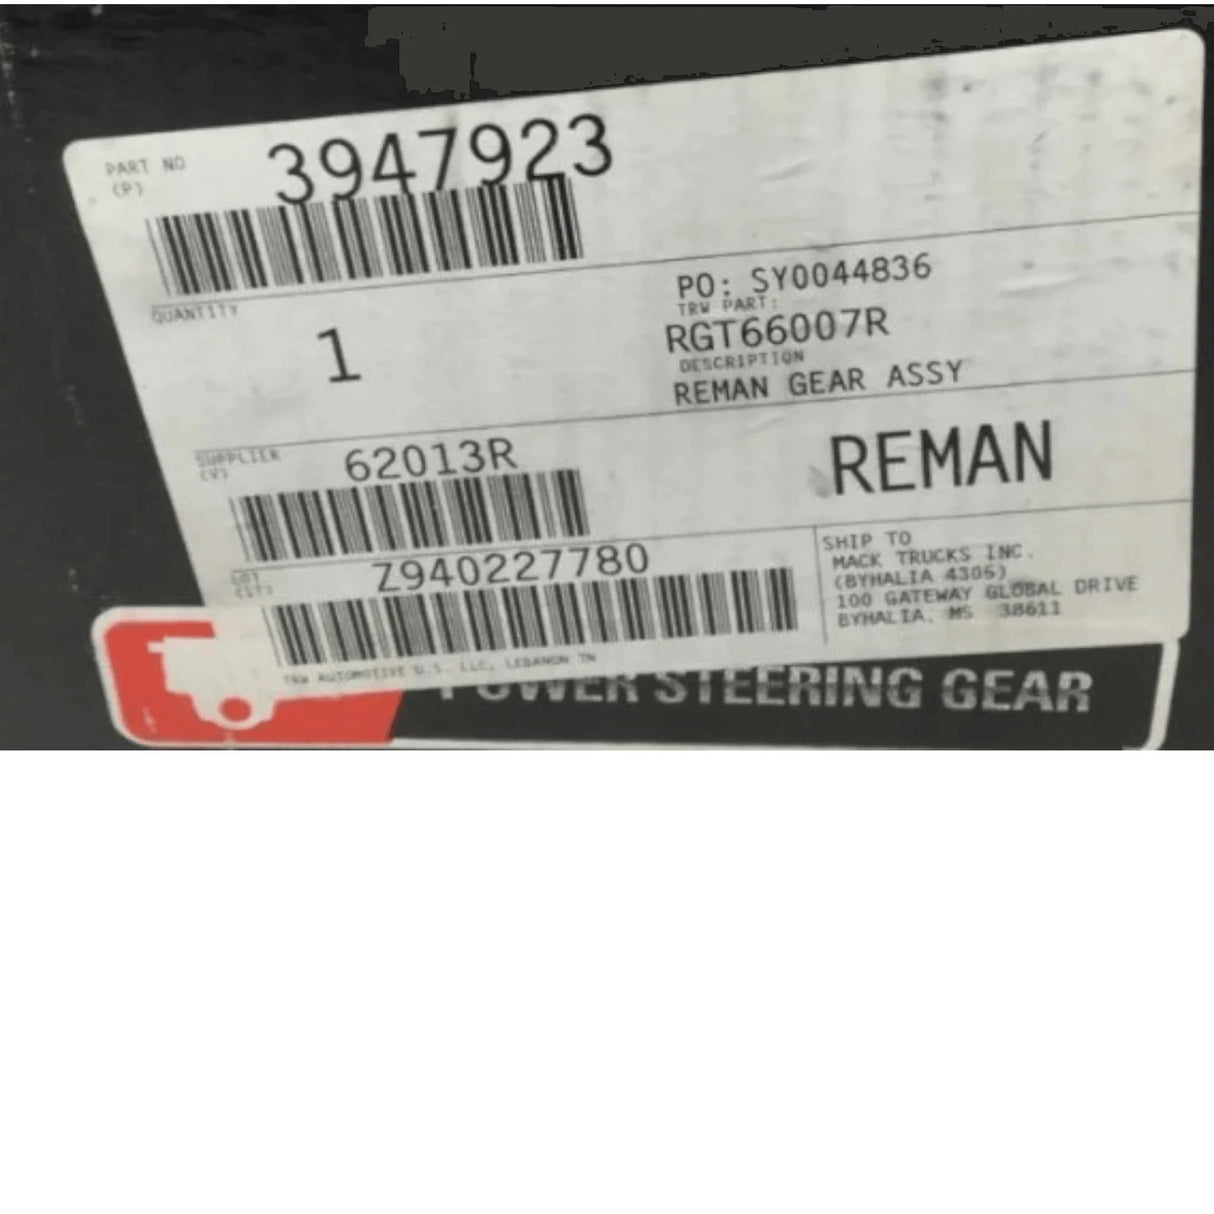 PART NO
(P)
3947923
QUANTITY
1
PO: SY0044836
TRW PART:
RGT66007R
DESCRIPTION
REMAN GEAR ASSY
SUPPLIER
(V)
62013R
REMAN
LOT
(1T)
Z940227780
SHIP TO
MACK TRUCKS INC.
(BYHALIA 4306)
100 GATEWAY GLOBAL DRIVE
BYHALIA, MS 38611
TRW AUTOMOTIVE U.S. LLC, LEBANON TN
POWER STEERING GEAR